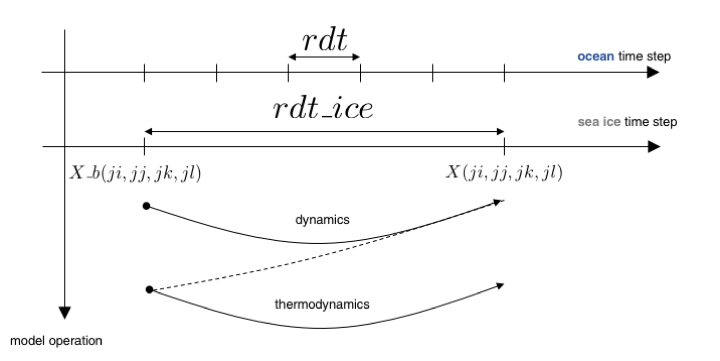 rdt
ocean time step
rdt_ice
sea ice time step
X_b(ji, jj, jk, jl)
X(ji, jj, jk, jl)
dynamics
thermodynamics
model operation